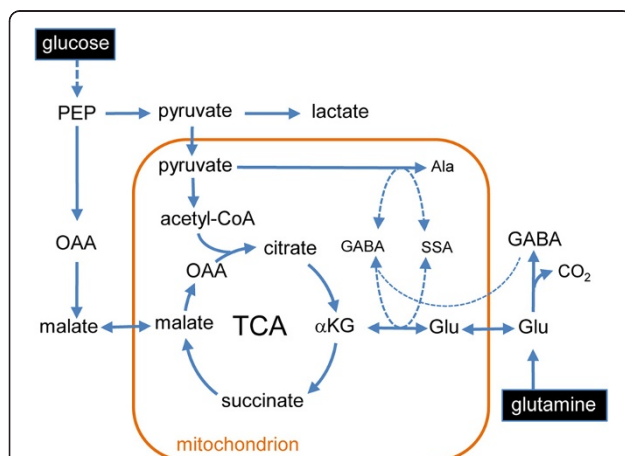 glucose
PEP pyruvate lactate
pyruvate Ala
acetyl-CoA
OAA citrate GABA SSA GABA
OAA CO₂
malate malate TCA αKG Glu Glu
succinate glutamine
mitochondrion